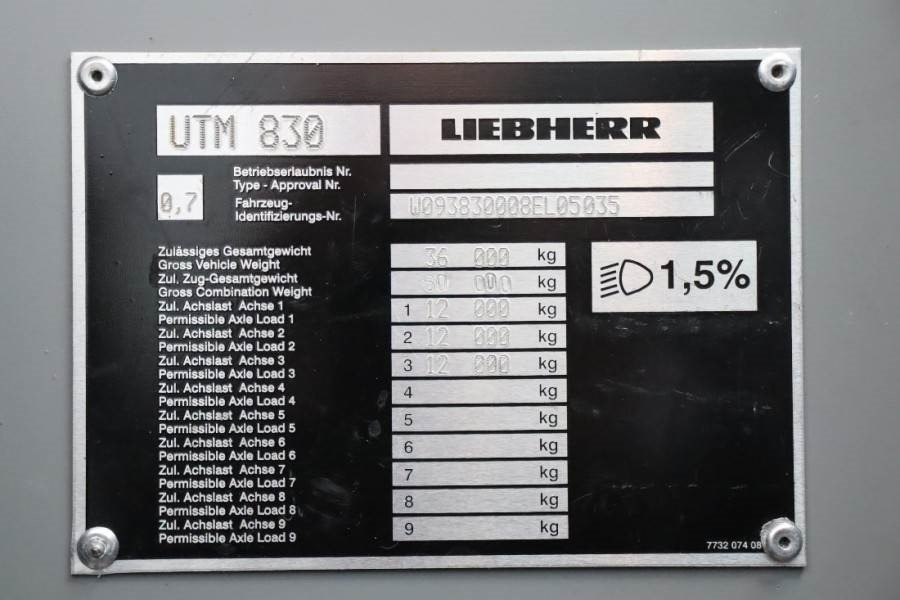 UTM 830 LIEBHERR
Betriebserlaubnis Nr.
Type - Approval Nr.
0,7
Fahrzeug-
Identifizierungs-Nr.
W093830008EL05035
Zulässiges Gesamtgewicht
Gross Vehicle Weight
36 000 kg
Zul. Zug-Gesamtgewicht
Gross Combination Weight
kg
Zul. Achslast Achse 1
Permissible Axle Load 1
1 12 000 kg
Zul. Achslast Achse 2
Permissible Axle Load 2
2 12 000 kg
Zul. Achslast Achse 3
Permissible Axle Load 3
3 12 000 kg
Zul. Achslast Achse 4
Permissible Axle Load 4
4 kg
Zul. Achslast Achse 5
Permissible Axle Load 5
5 kg
Zul. Achslast Achse 6
Permissible Axle Load 6
6 kg
Zul. Achslast Achse 7
Permissible Axle Load 7
7 kg
Zul. Achslast Achse 8
Permissible Axle Load 8
8 kg
Zul. Achslast Achse 9
Permissible Axle Load 9
9 kg
1,5%
7732 074 08